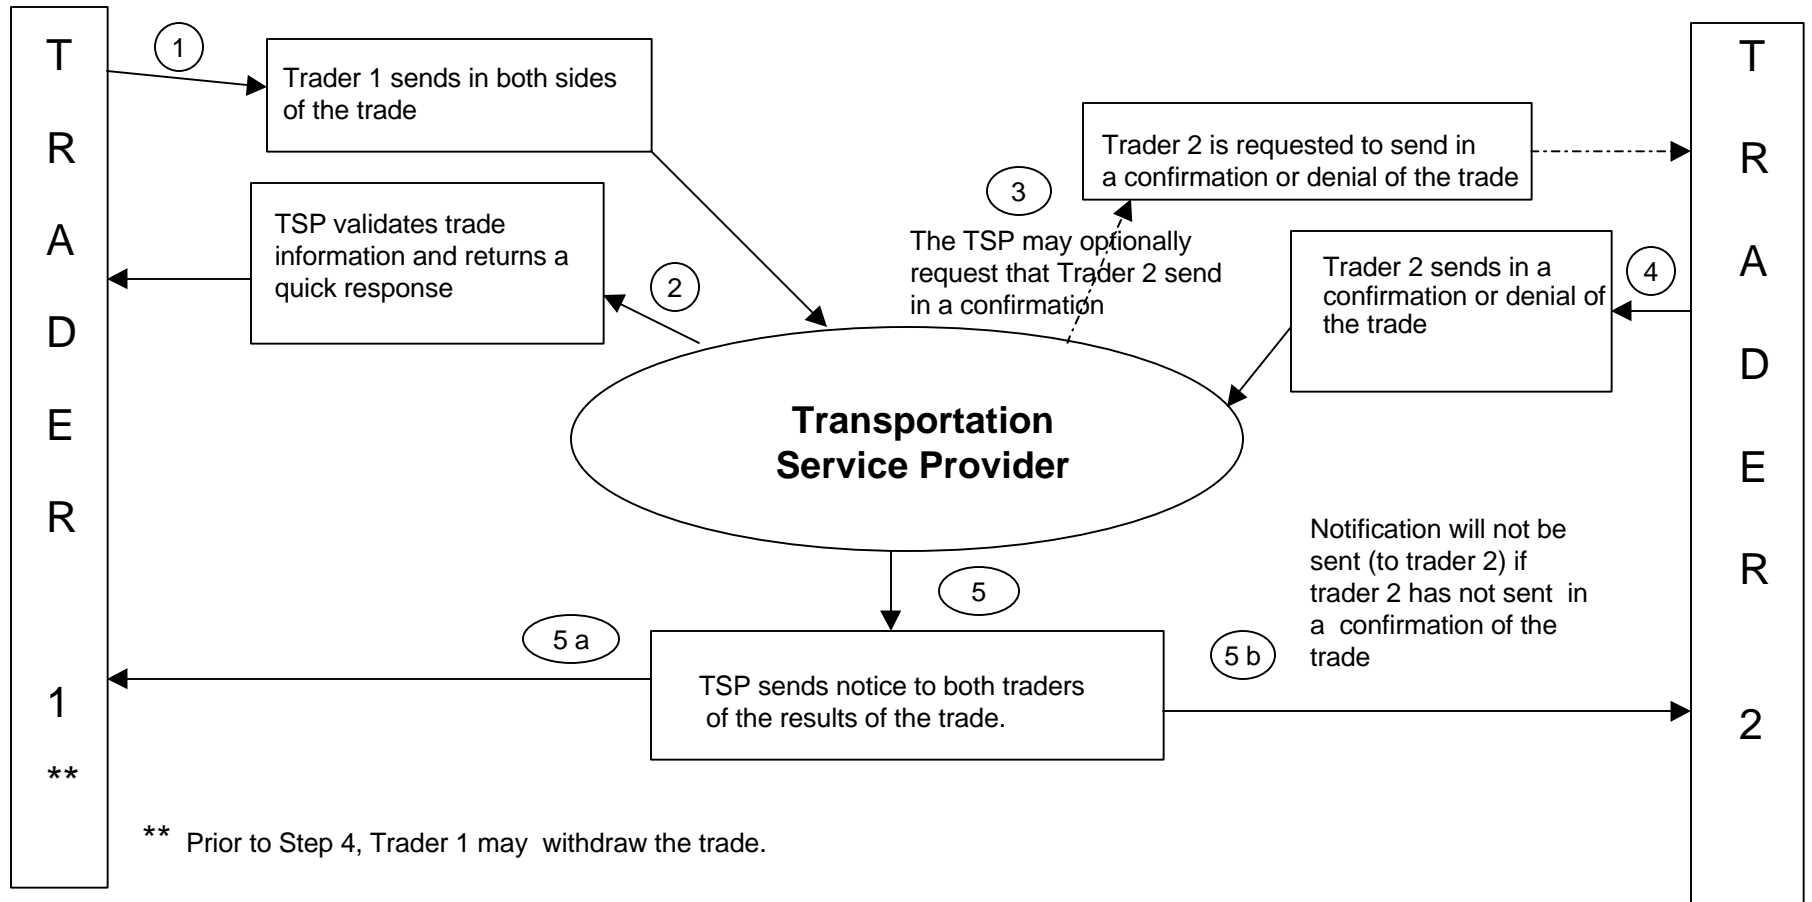 TRADER 1 **
1
Trader 1 sends in both sides
of the trade
TSP validates trade
information and returns a
quick response
2
3
The TSP may optionally
request that Trader 2 send
in a confirmation
Trader 2 is requested to send in
a confirmation or denial of the trade
Trader 2 sends in a
confirmation or denial of
the trade
4
Transportation
Service Provider
5
5 a
TSP sends notice to both traders
of the results of the trade.
5 b
Notification will not be
sent (to trader 2) if
trader 2 has not sent in
a confirmation of the
trade
TRADER 2
** Prior to Step 4, Trader 1 may withdraw the trade.